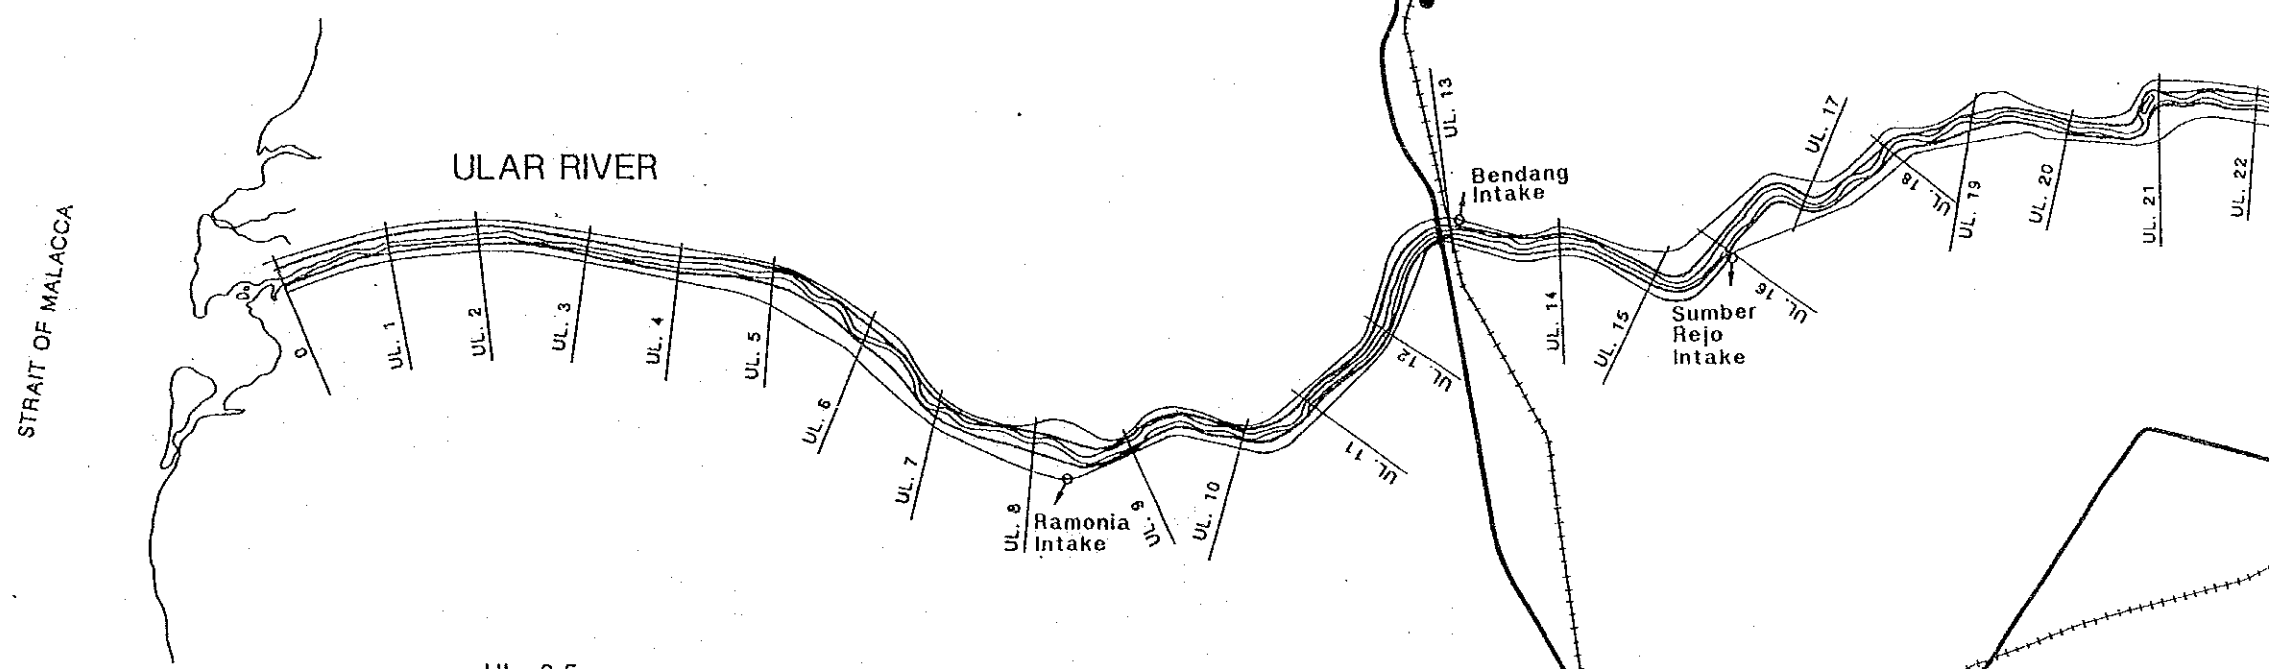 ULAR RIVER
STRAIT OF MALACCA
0
UL. 1
UL. 2
UL. 3
UL. 4
UL. 5
UL. 6
UL. 7
UL. 8
Ramonia
Intake
UL. 9
UL. 10
UL. 11
UL. 12
UL. 13
Bendang
Intake
UL. 14
UL. 15
Sumber
Rejo
Intake
UL. 16
UL. 17
UL. 18
UL. 19
UL. 20
UL. 21
UL. 22